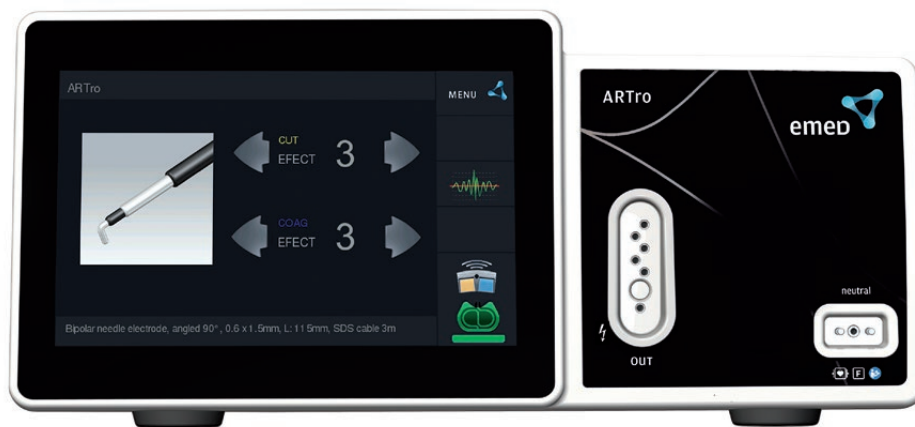 ARTro
MENU
CUT
EFECT 3
COAG
EFECT 3
Bipolar needle electrode, angled 90°, 0.6 x 1.5mm, L: 115mm, SDS cable 3m
ARTro
emed
OUT
neutral
F